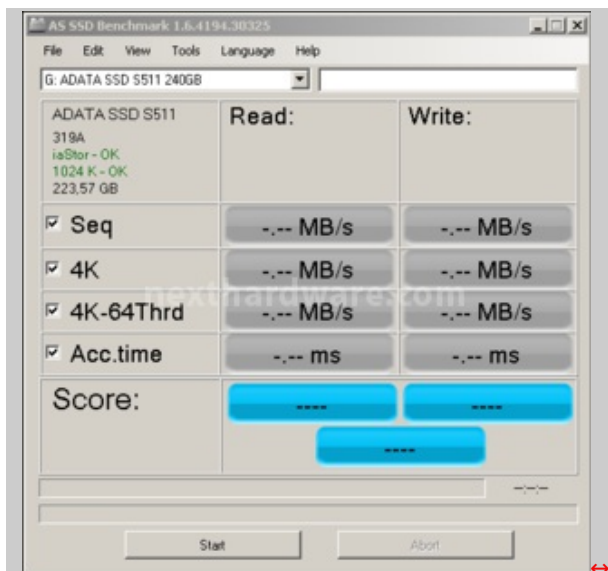 AS SSD Benchmark 1.6.4194.30325
File Edit View Tools Language Help
G: ADATA SSD S511 240GB
ADATA SSD S511
319A
iaStor - OK
1024 K - OK
223,57 GB
Read:
Write:
Seq
-.-- MB/s
-.-- MB/s
4K
-.-- MB/s
-.-- MB/s
nexthardware.com
4K-64Thrd
-.-- MB/s
-.-- MB/s
Acc.time
-.-- ms
-.-- ms
Score:
----
----
----
--:--:--
Start
Abort